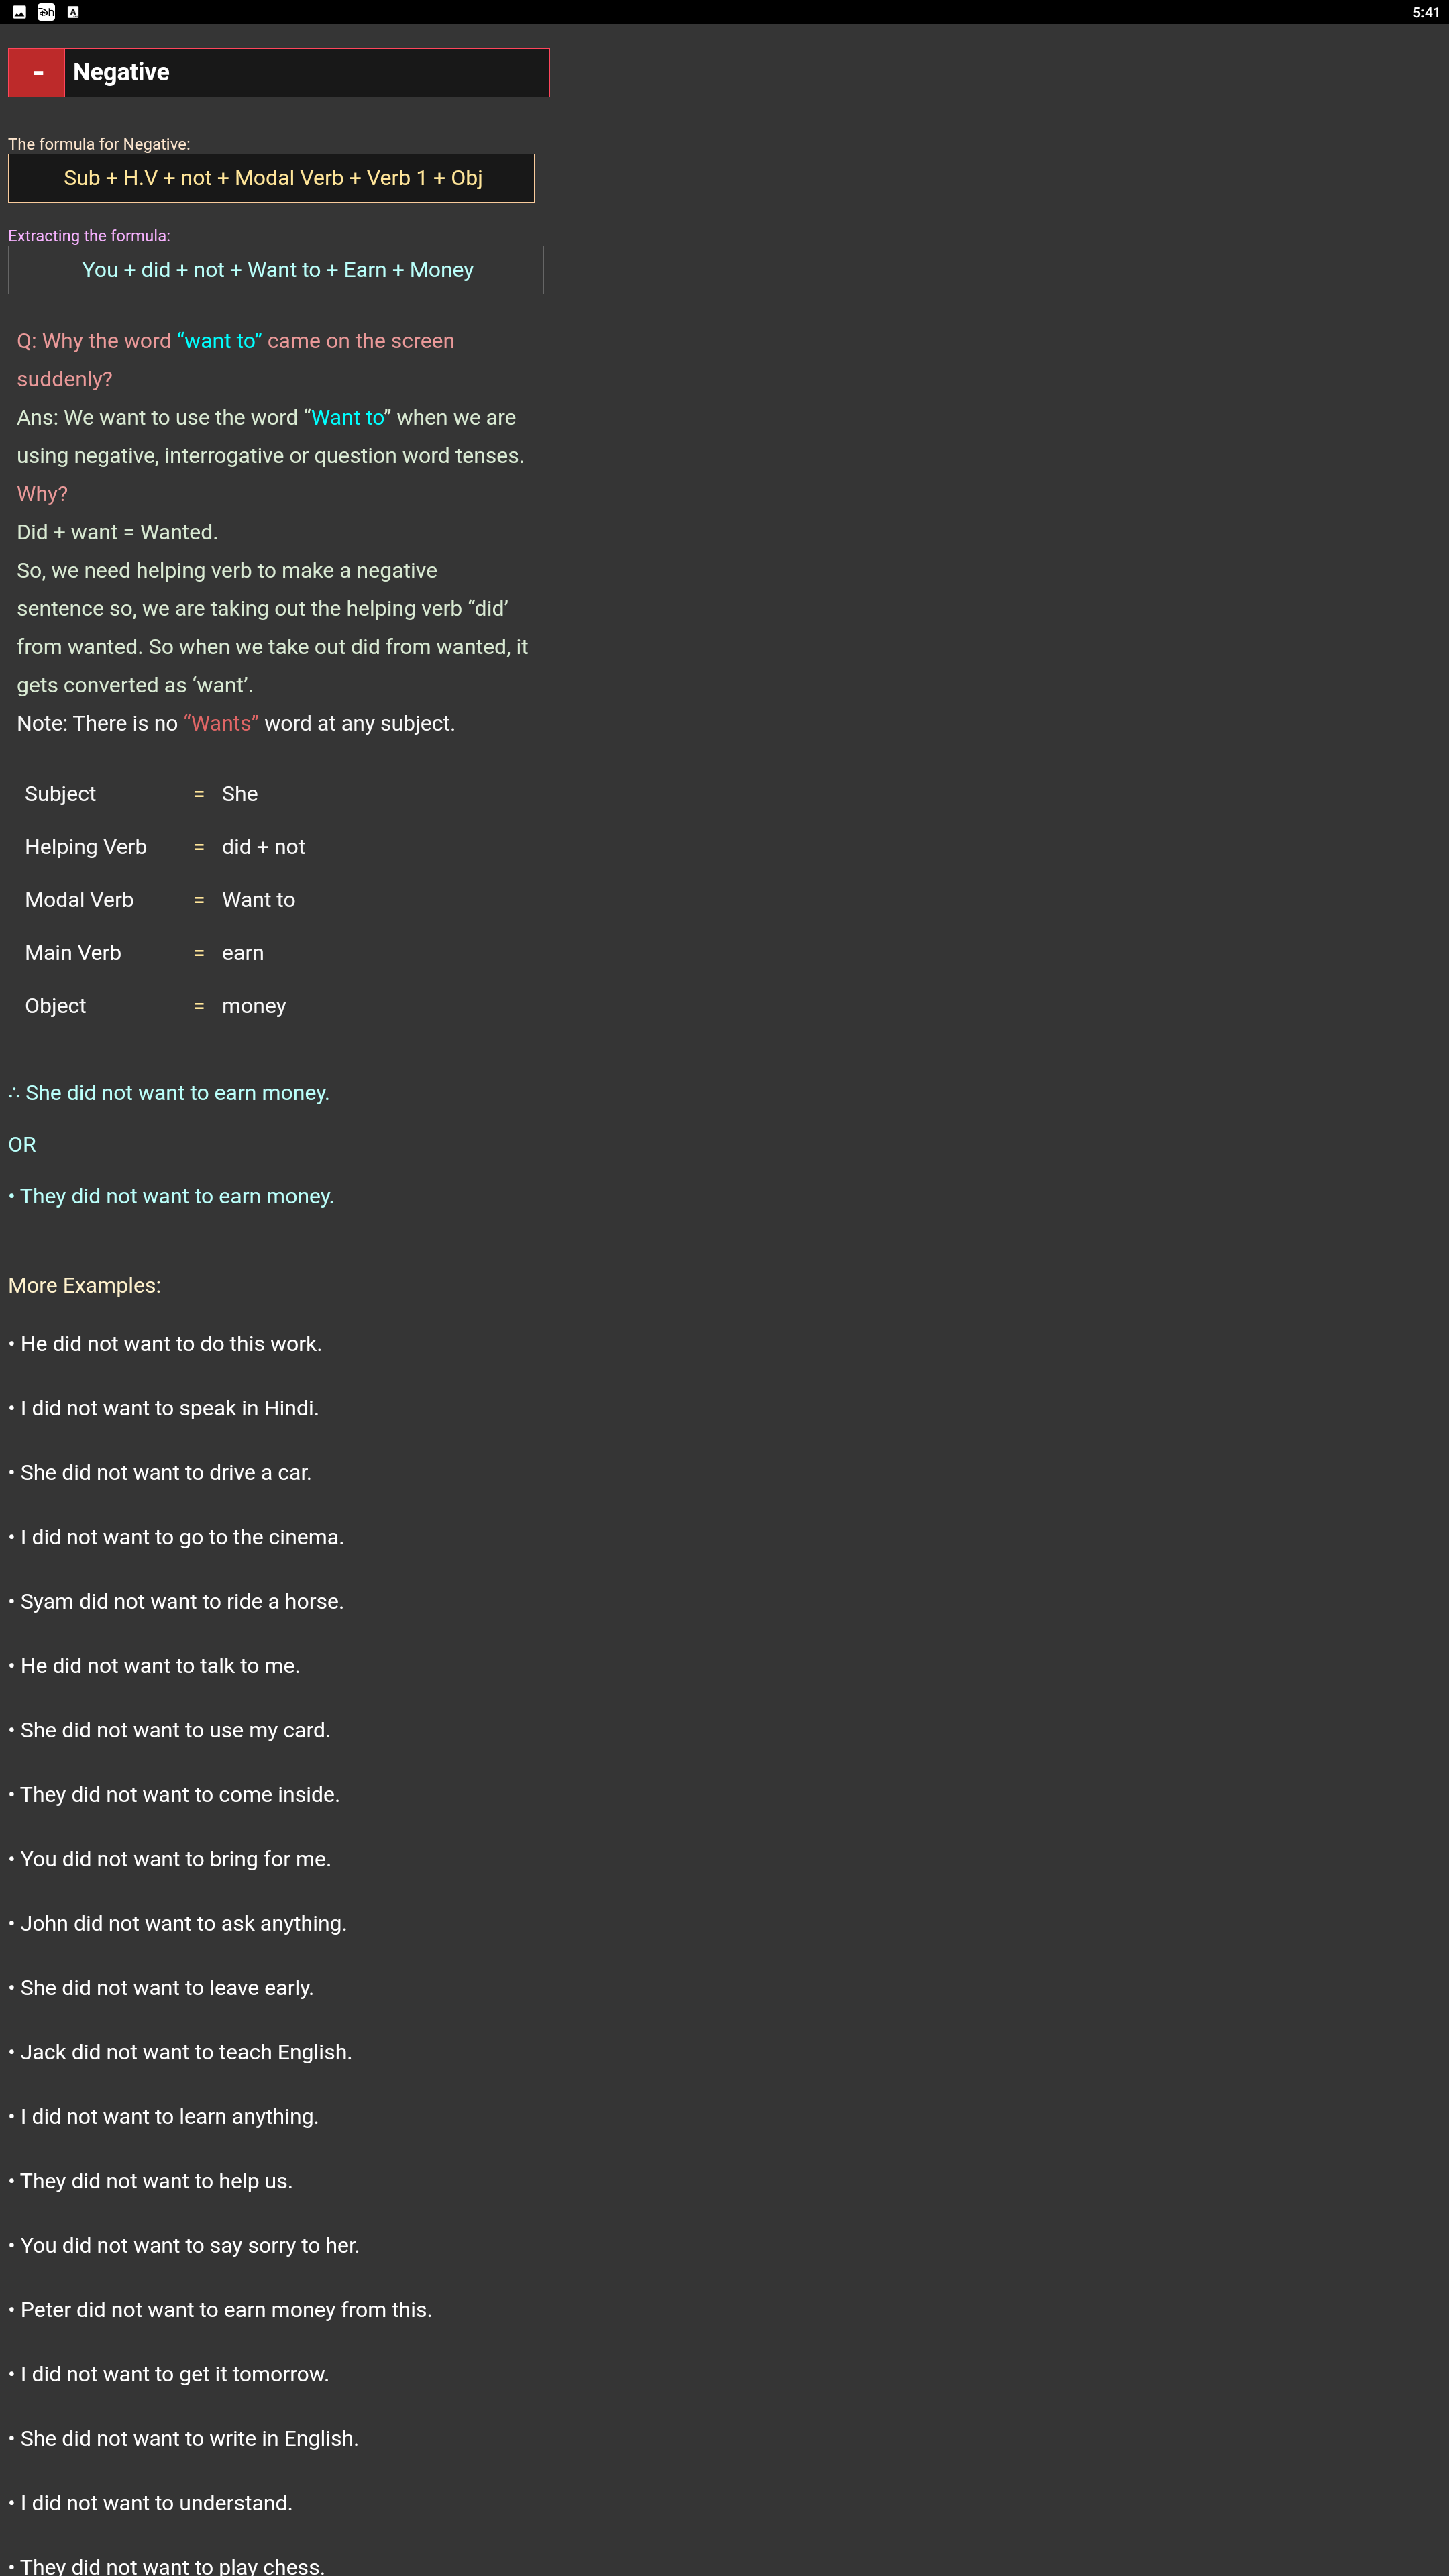 5:41
- Negative
The formula for Negative:
Sub + H.V + not + Modal Verb + Verb 1 + Obj
Extracting the formula:
You + did + not + Want to + Earn + Money
Q: Why the word “want to” came on the screen
suddenly?
Ans: We want to use the word “Want to” when we are
using negative, interrogative or question word tenses.
Why?
Did + want = Wanted.
So, we need helping verb to make a negative
sentence so, we are taking out the helping verb “did’
from wanted. So when we take out did from wanted, it
gets converted as ‘want’.
Note: There is no “Wants” word at any subject.
Subject = She
Helping Verb = did + not
Modal Verb = Want to
Main Verb = earn
Object = money
∴ She did not want to earn money.
OR
• They did not want to earn money.
More Examples:
• He did not want to do this work.
• I did not want to speak in Hindi.
• She did not want to drive a car.
• I did not want to go to the cinema.
• Syam did not want to ride a horse.
• He did not want to talk to me.
• She did not want to use my card.
• They did not want to come inside.
• You did not want to bring for me.
• John did not want to ask anything.
• She did not want to leave early.
• Jack did not want to teach English.
• I did not want to learn anything.
• They did not want to help us.
• You did not want to say sorry to her.
• Peter did not want to earn money from this.
• I did not want to get it tomorrow.
• She did not want to write in English.
• I did not want to understand.
• They did not want to play chess.